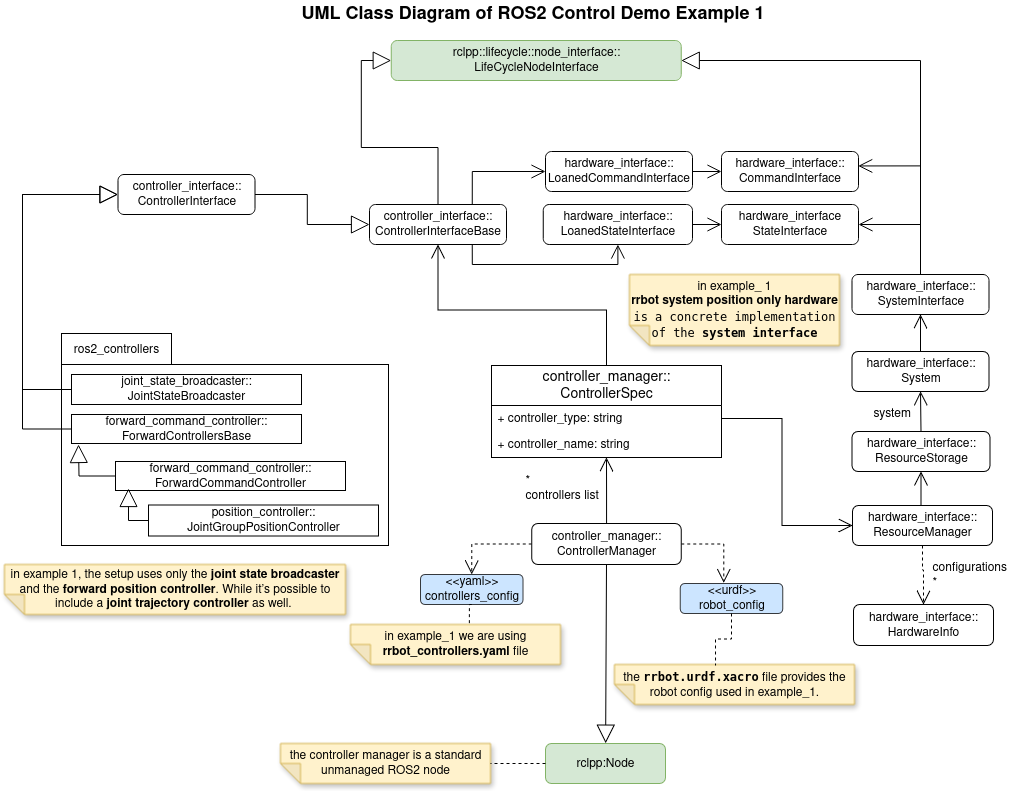 UML Class Diagram of ROS2 Control Demo Example 1
rclpp::lifecycle::node_interface::
LifeCycleNodeInterface
hardware_interface::
LoanedCommandInterface
hardware_interface::
CommandInterface
controller_interface::
ControllerInterface
controller_interface::
ControllerInterfaceBase
hardware_interface::
LoanedStateInterface
hardware_interface
StateInterface
in example_ 1
rrbot system position only hardware
is a concrete implementation
of the system interface
hardware_interface::
SystemInterface
ros2_controllers
joint_state_broadcaster::
JointStateBroadcaster
forward_command_controller::
ForwardControllersBase
forward_command_controller::
ForwardCommandController
position_controller::
JointGroupPositionController
controller_manager::
ControllerSpec
+ controller_type: string
+ controller_name: string
hardware_interface::
System
system
hardware_interface::
ResourceStorage
*
controllers list
hardware_interface::
ResourceManager
controller_manager::
ControllerManager
configurations
*
in example 1, the setup uses only the joint state broadcaster
and the forward position controller. While it's possible to
include a joint trajectory controller as well.
<<yaml>>
controllers_config
<<urdf>>
robot_config
hardware_interface::
HardwareInfo
in example_1 we are using
rrbot_controllers.yaml file
the rrbot.urdf.xacro file provides the
robot config used in example_1.
the controller manager is a standard
unmanaged ROS2 node
rclpp:Node